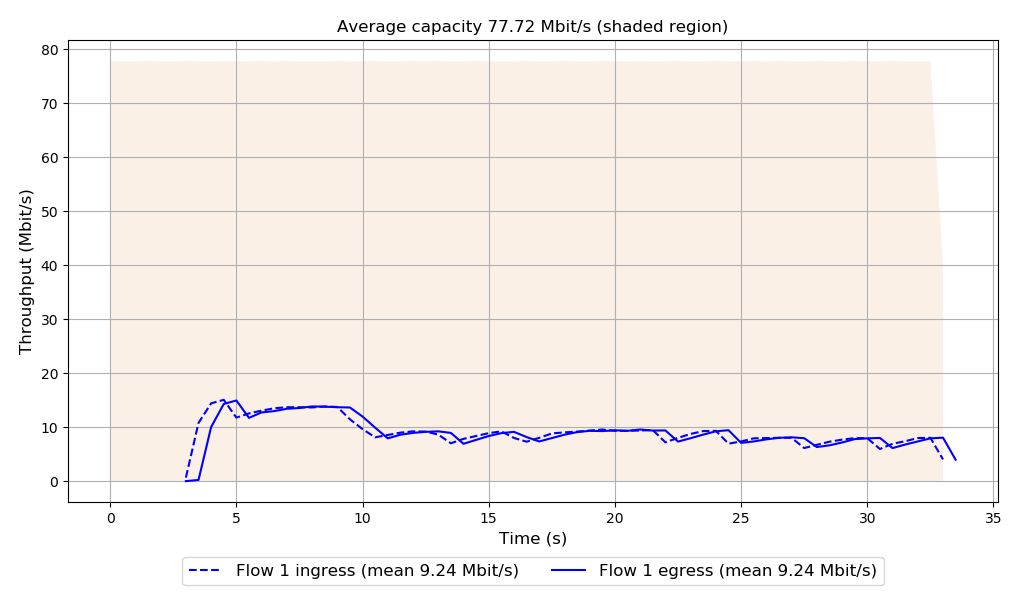 Average capacity 77.72 Mbit/s (shaded region)
80
70
60
50
40
30
20
10
0
Throughput (Mbit/s)
0 5 10 15 20 25 30 35
Time (s)
Flow 1 ingress (mean 9.24 Mbit/s) Flow 1 egress (mean 9.24 Mbit/s)